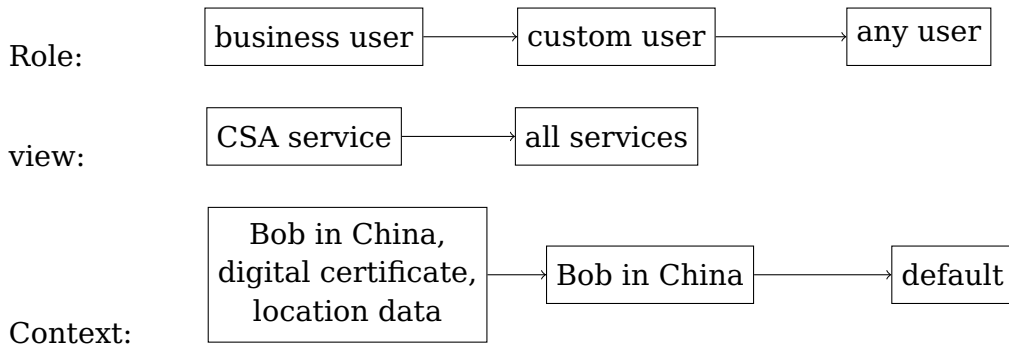 Role:
business user
custom user
any user
view:
CSA service
all services
Context:
Bob in China,
digital certificate,
location data
Bob in China
default